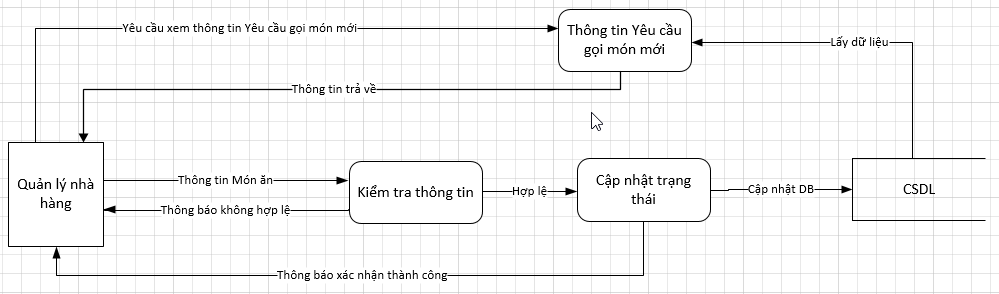 Yêu cầu xem thông tin Yêu cầu gọi món mới
Thông tin Yêu cầu
gọi món mới
Lấy dữ liệu
Thông tin trả về
Quản lý nhà
hàng
Thông tin Món ăn
Thông báo không hợp lệ
Kiểm tra thông tin
Hợp lệ
Cập nhật trạng
thái
Cập nhật DB
CSDL
Thông báo xác nhận thành công